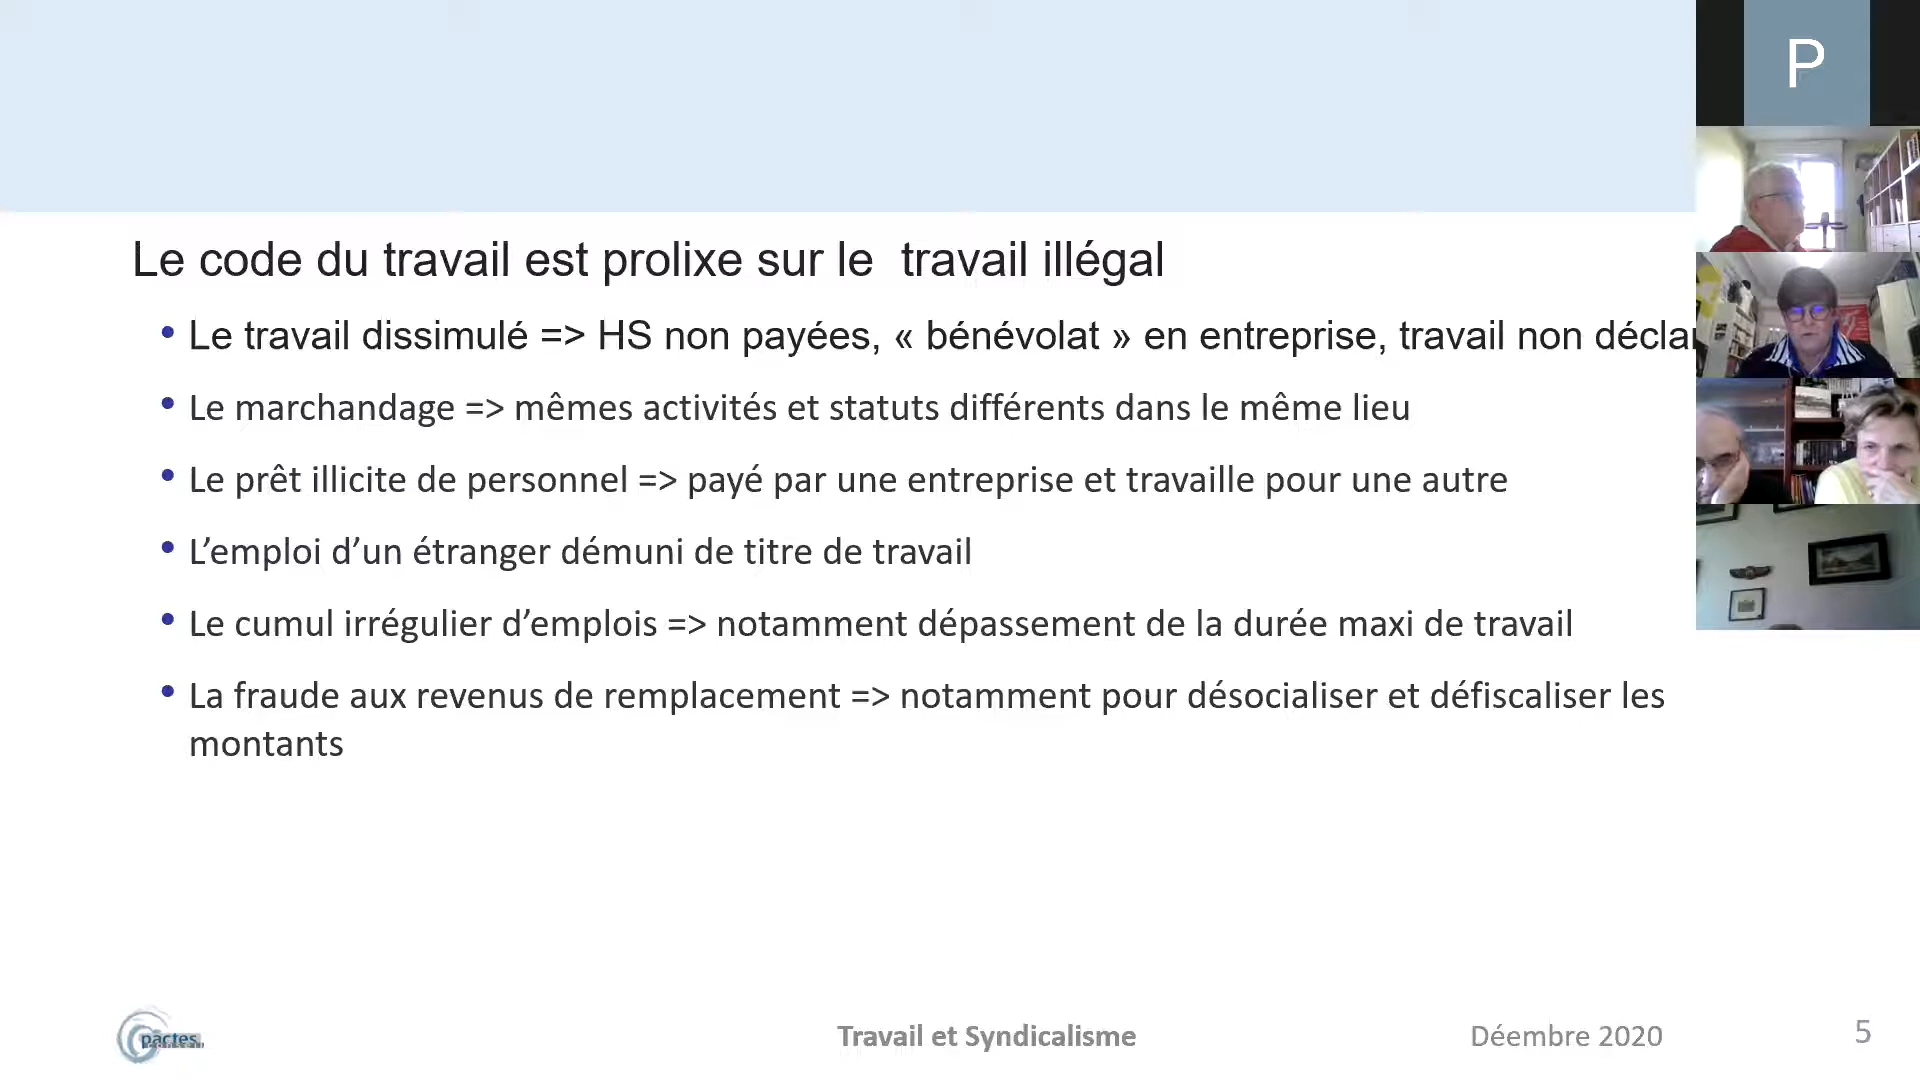 P
Le code du travail est prolixe sur le travail illégal
• Le travail dissimulé => HS non payées, « bénévolat » en entreprise, travail non déclar
• Le marchandage => mêmes activités et statuts différents dans le même lieu
• Le prêt illicite de personnel => payé par une entreprise et travaille pour une autre
• L’emploi d’un étranger démuni de titre de travail
• Le cumul irrégulier d’emplois => notamment dépassement de la durée maxi de travail
• La fraude aux revenus de remplacement => notamment pour désocialiser et défiscaliser les
montants
pactes
conseil
Travail et Syndicalisme
Déembre 2020
5